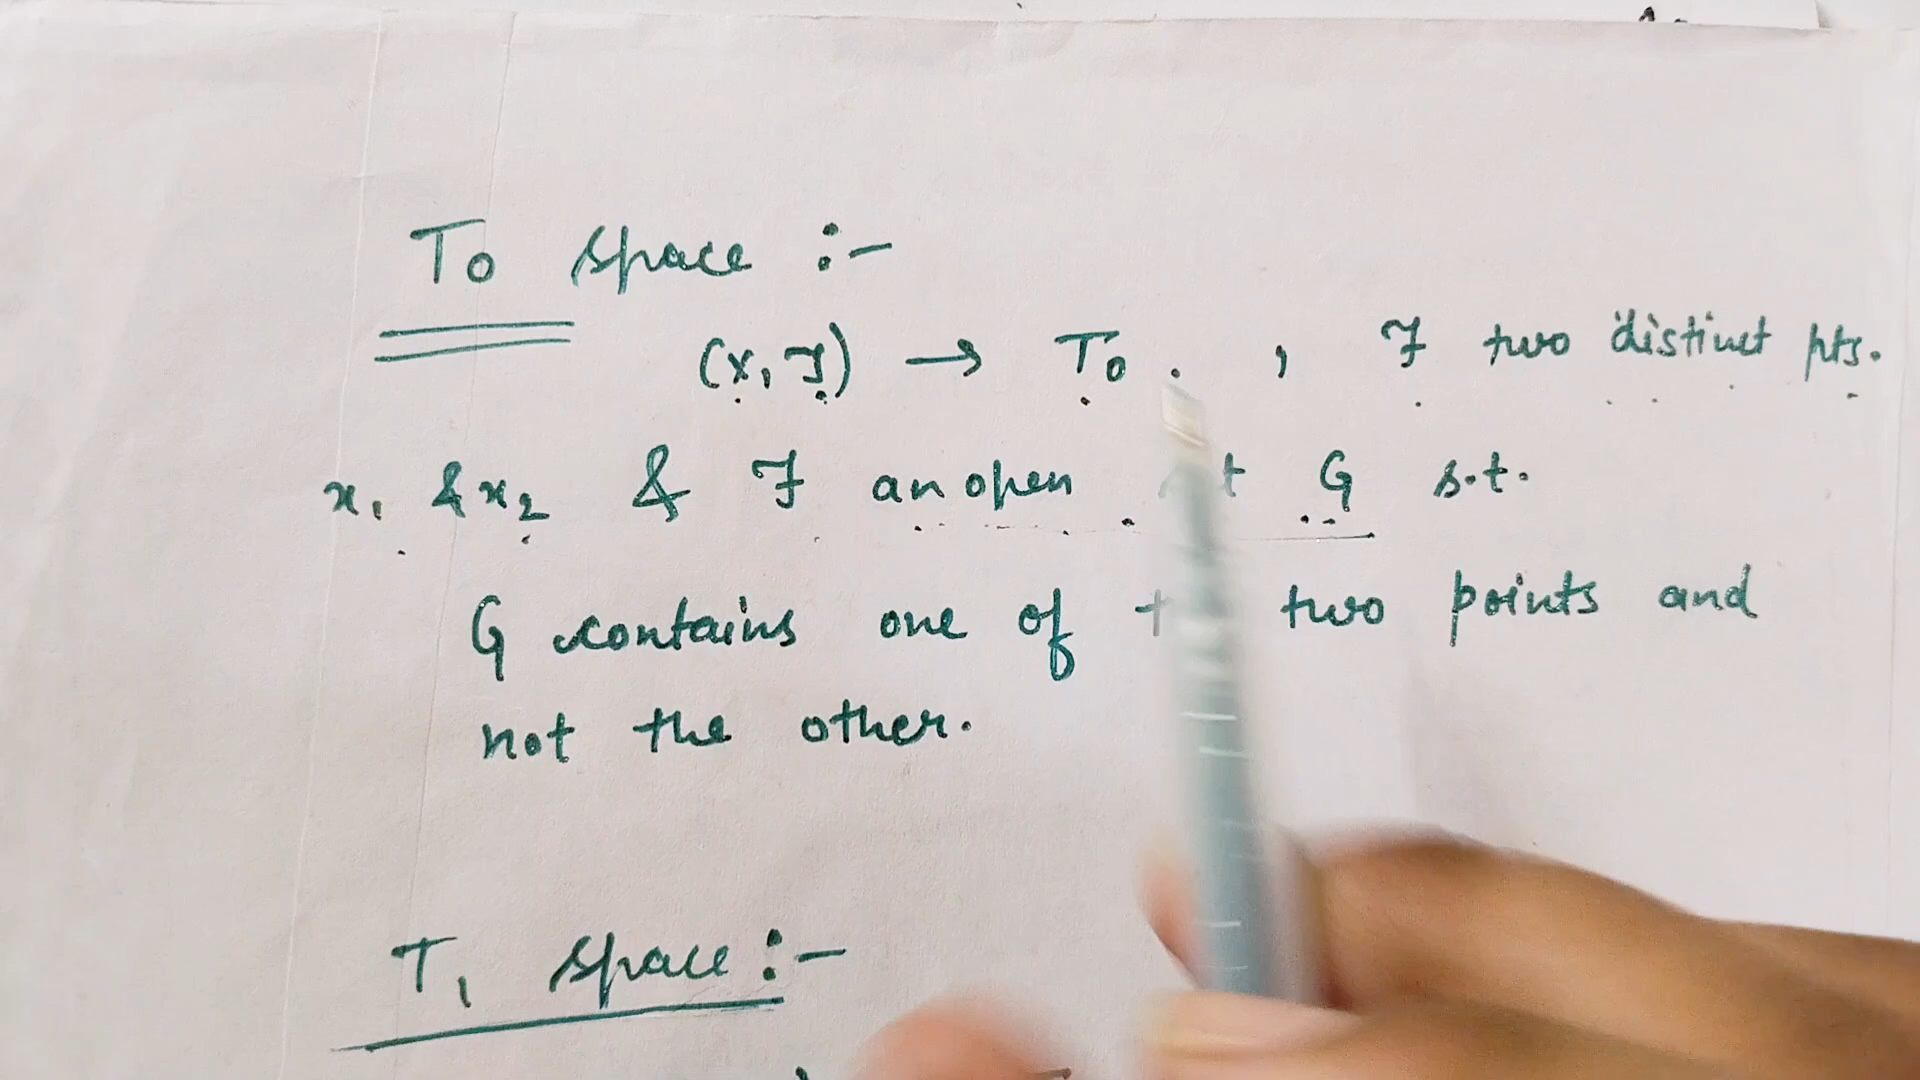 To space :-
(X, T) → To . , ∃ two distinct pts.
x1 & x2 & ∃ an open G s.t.
G contains one of two points and
not the other.
T1 space :-